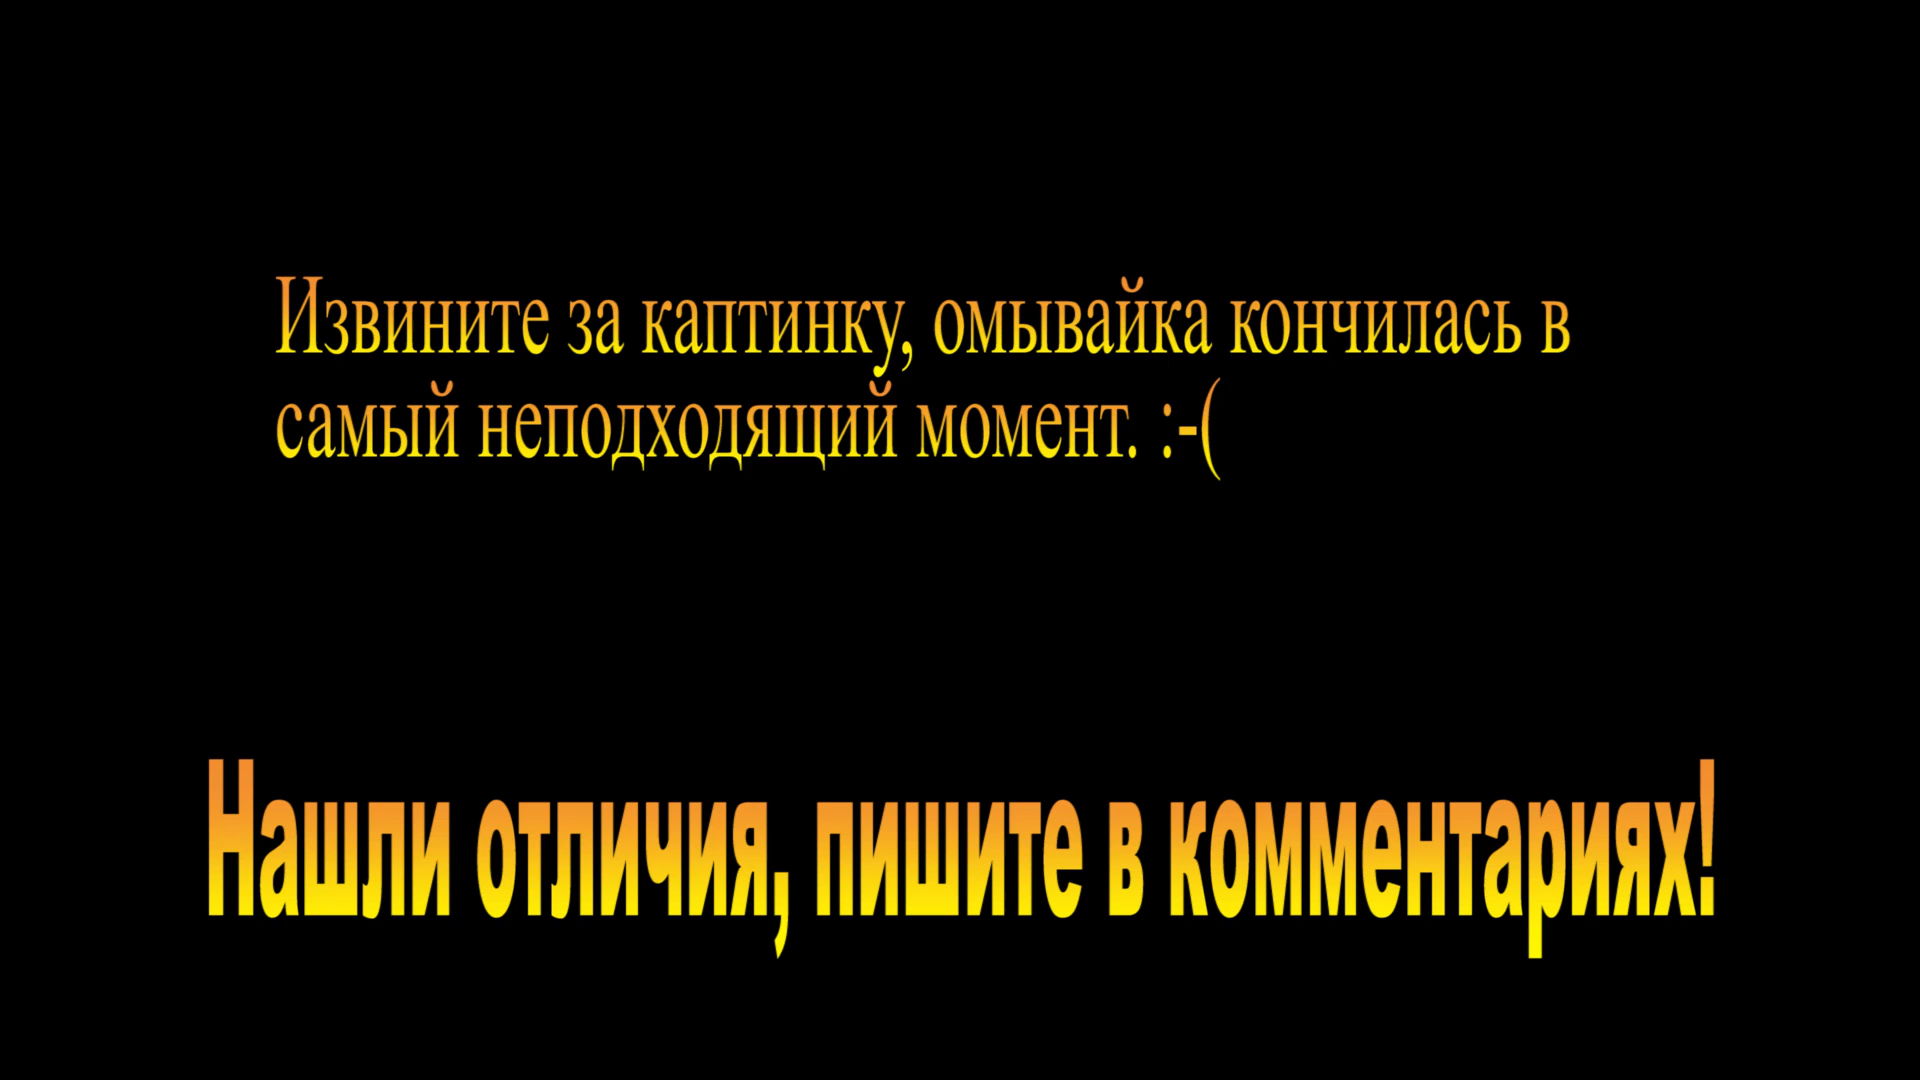 Извините за каптинку, омывайка кончилась в
самый неподходящий момент. :-(
Нашли отличия, пишите в комментариях!